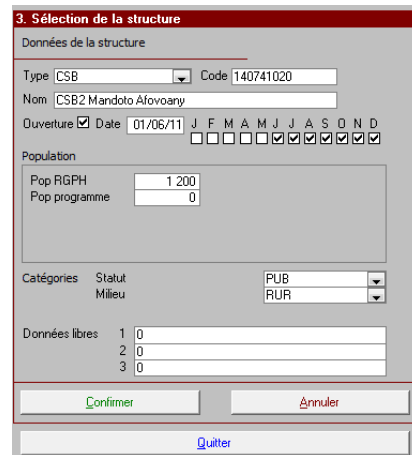 3. Sélection de la structure
Données de la structure
Type CSB Code 140741020
Nom CSB2 Mandoto Afovoany
Ouverture Date 01/06/11 J F M A M J J A S O N D
Population
Pop RGPH 1 200
Pop programme 0
Catégories Statut PUB
Milieu RUR
Données libres 1 0
2 0
3 0
Confirmer Annuler
Quitter